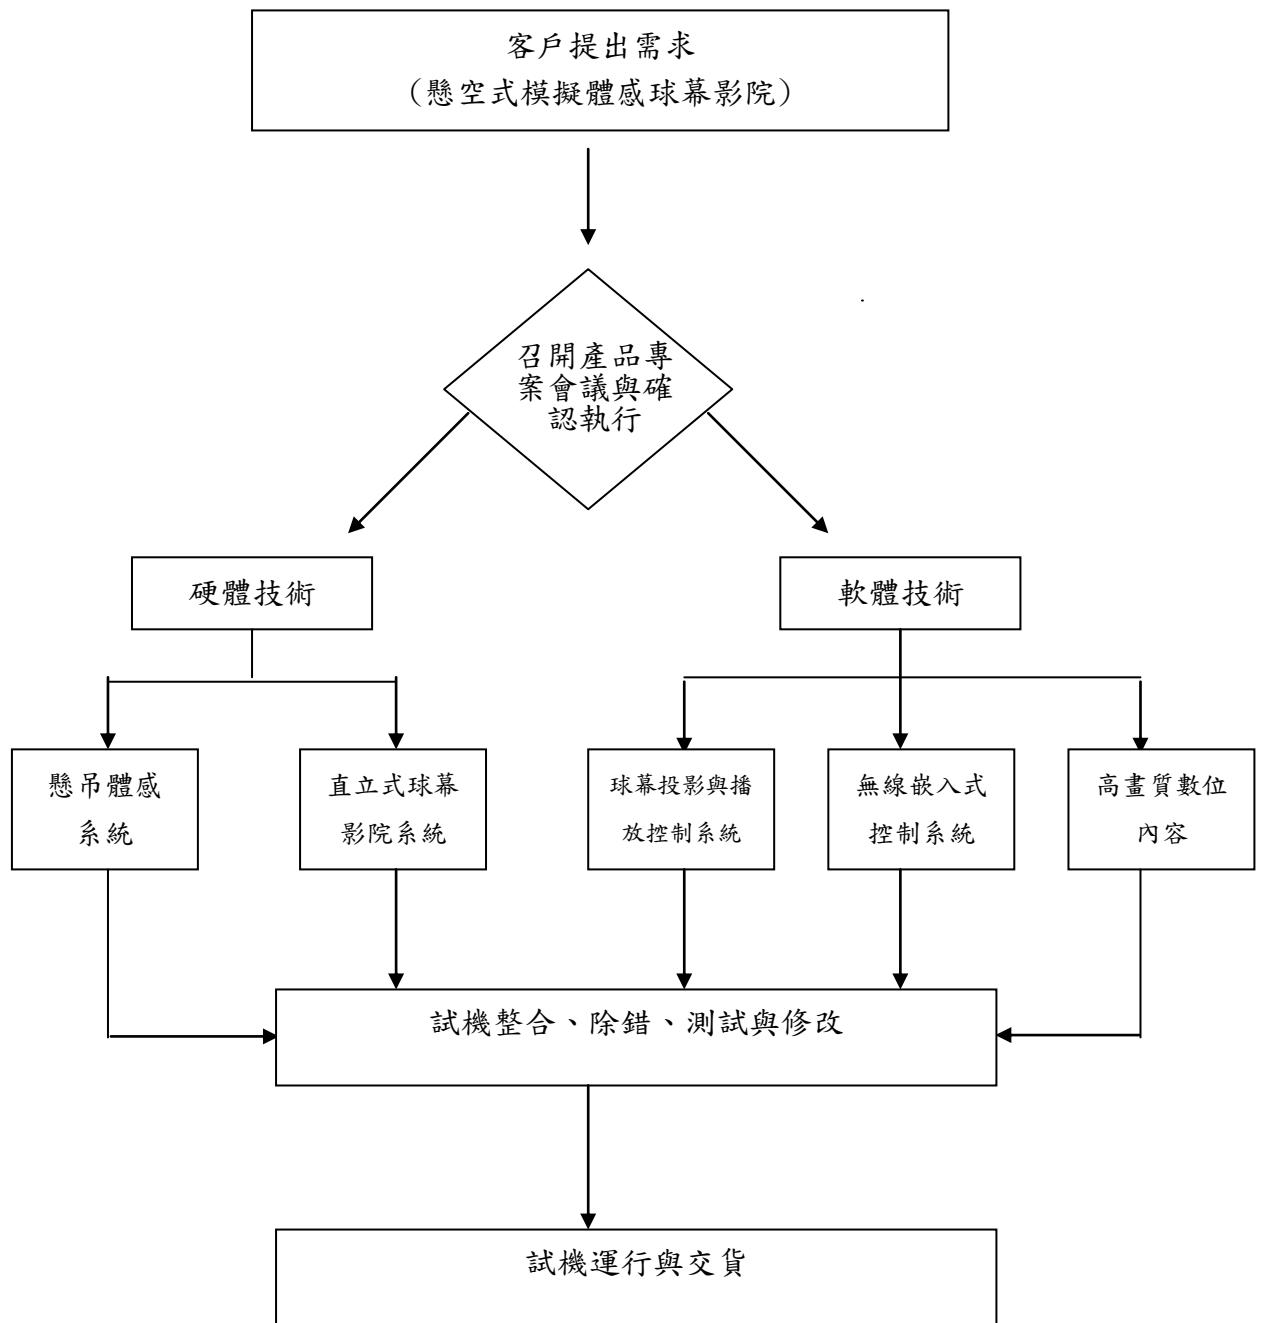 客戶提出需求
（懸空式模擬體感球幕影院）
召開產品專
案會議與確
認執行
硬體技術
軟體技術
懸吊體感
系統
直立式球幕
影院系統
球幕投影與播
放控制系統
無線嵌入式
控制系統
高畫質數位
內容
試機整合、除錯、測試與修改
試機運行與交貨